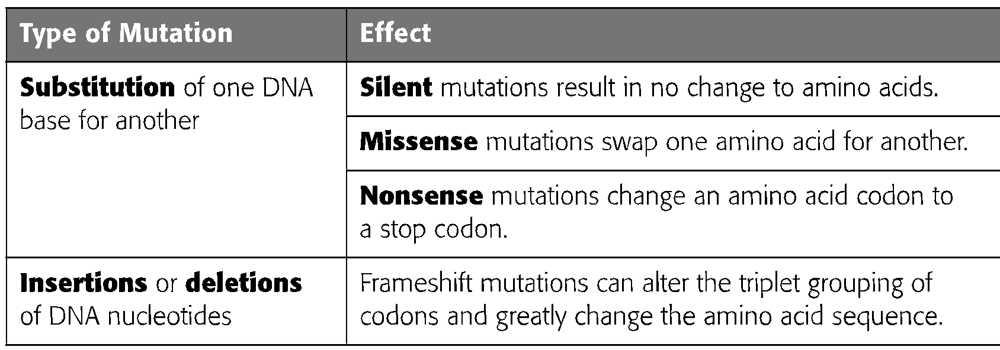 Type of Mutation
Effect
Substitution of one DNA
base for another
Silent mutations result in no change to amino acids.
Missense mutations swap one amino acid for another.
Nonsense mutations change an amino acid codon to
a stop codon.
Insertions or deletions
of DNA nucleotides
Frameshift mutations can alter the triplet grouping of
codons and greatly change the amino acid sequence.